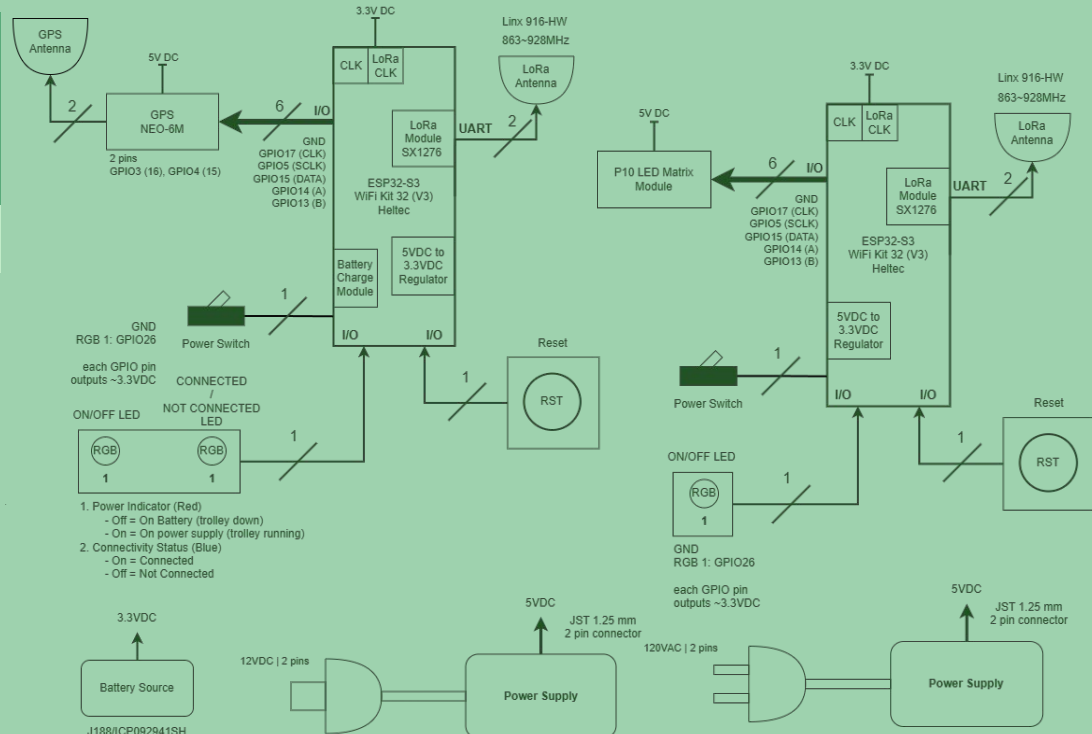 GPS
Antenna
5V DC
2
GPS
NEO-6M
2 pins
GPIO3 (16), GPIO4 (15)
6
I/O
GND
GPIO17 (CLK)
GPIO5 (SCLK)
GPIO15 (DATA)
GPIO14 (A)
GPIO13 (B)
3.3V DC
CLK
LoRa
CLK
LoRa
Module
SX1276
ESP32-S3
WiFi Kit 32 (V3)
Heltec
Battery
Charge
Module
5VDC to
3.3VDC
Regulator
I/O
I/O
UART
2
Linx 916-HW
863~928MHz
LoRa
Antenna
1
Power Switch
GND
RGB 1: GPIO26
each GPIO pin
outputs ~3.3VDC
CONNECTED
/
NOT CONNECTED
LED
ON/OFF LED
RGB
1
RGB
1
1
1. Power Indicator (Red)
- Off = On Battery (trolley down)
- On = On power supply (trolley running)
2. Connectivity Status (Blue)
- On = Connected
- Off = Not Connected
1
Reset
RST
3.3VDC
Battery Source
J188/ICP092941SH
12VDC | 2 pins
5VDC
JST 1.25 mm
2 pin connector
Power Supply
5V DC
P10 LED Matrix
Module
6
I/O
GND
GPIO17 (CLK)
GPIO5 (SCLK)
GPIO15 (DATA)
GPIO14 (A)
GPIO13 (B)
3.3V DC
CLK
LoRa
CLK
LoRa
Module
SX1276
ESP32-S3
WiFi Kit 32 (V3)
Heltec
5VDC to
3.3VDC
Regulator
I/O
I/O
UART
2
Linx 916-HW
863~928MHz
LoRa
Antenna
1
Power Switch
ON/OFF LED
RGB
1
1
GND
RGB 1: GPIO26
each GPIO pin
outputs ~3.3VDC
1
Reset
RST
120VAC | 2 pins
5VDC
JST 1.25 mm
2 pin connector
Power Supply